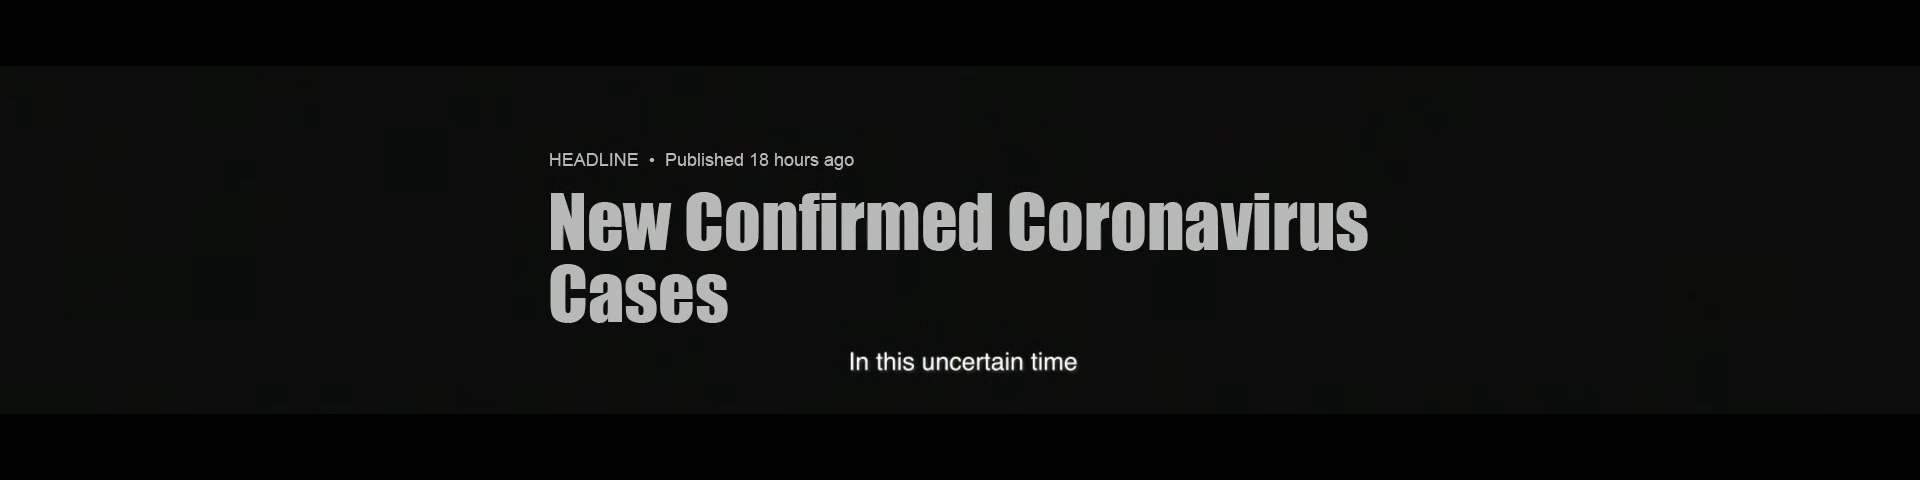 HEADLINE • Published 18 hours ago
New Confirmed Coronavirus
Cases
In this uncertain time